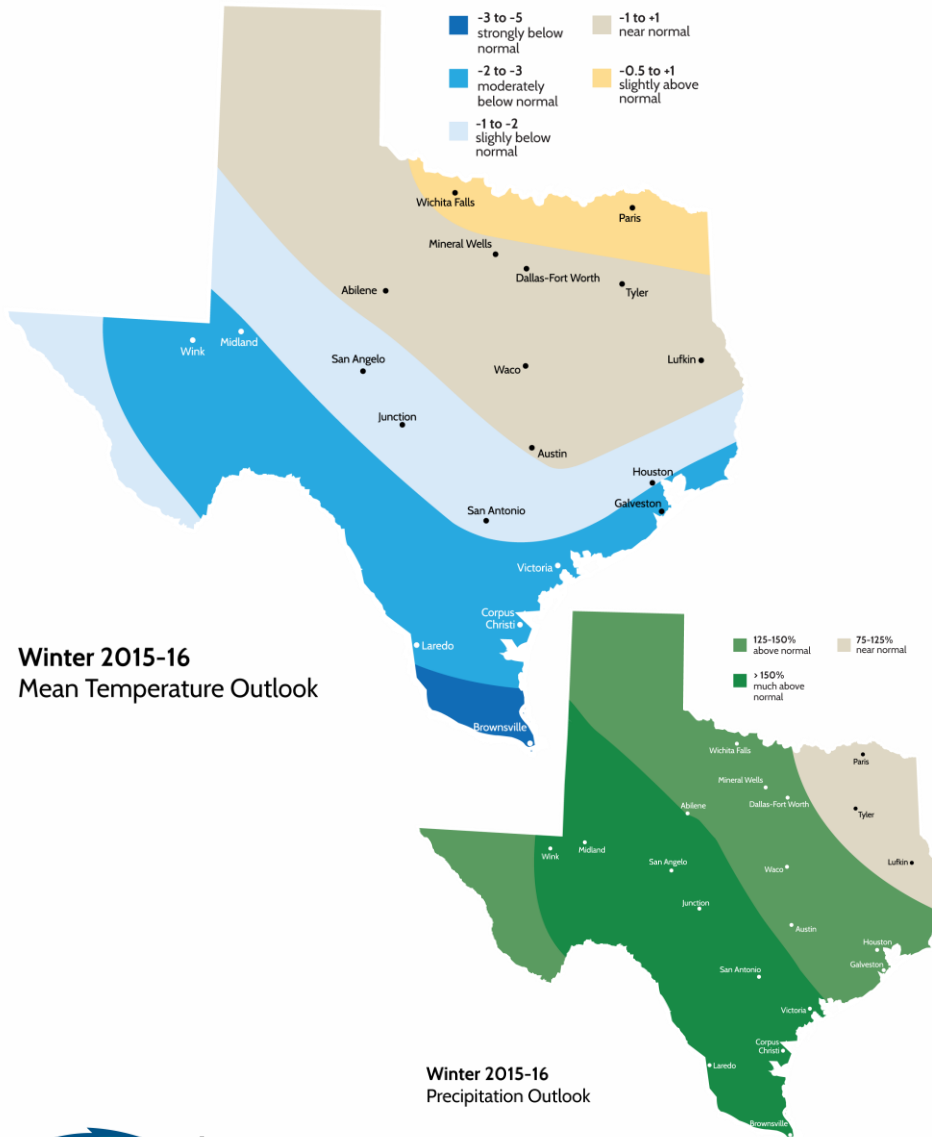 -3 to -5
strongly below
normal
-1 to +1
near normal
-2 to -3
moderately
below normal
-0.5 to +1
slightly above
normal
-1 to -2
slighly below
normal
Wichita Falls
Paris
Mineral Wells
Dallas-Fort Worth
Abilene
Tyler
Wink
Midland
San Angelo
Waco
Lufkin
Junction
Austin
Houston
San Antonio
Galveston
Victoria
Corpus
Christi
Laredo
Brownsville
Winter 2015-16
Mean Temperature Outlook
125-150%
above normal
75-125%
near normal
> 150%
much above
normal
Wichita Falls
Paris
Mineral Wells
Dallas-Fort Worth
Abilene
Tyler
Wink
Midland
San Angelo
Waco
Lufkin
Junction
Austin
Houston
Galveston
San Antonio
Victoria
Corpus
Christi
Laredo
Brownsville
Winter 2015-16
Precipitation Outlook